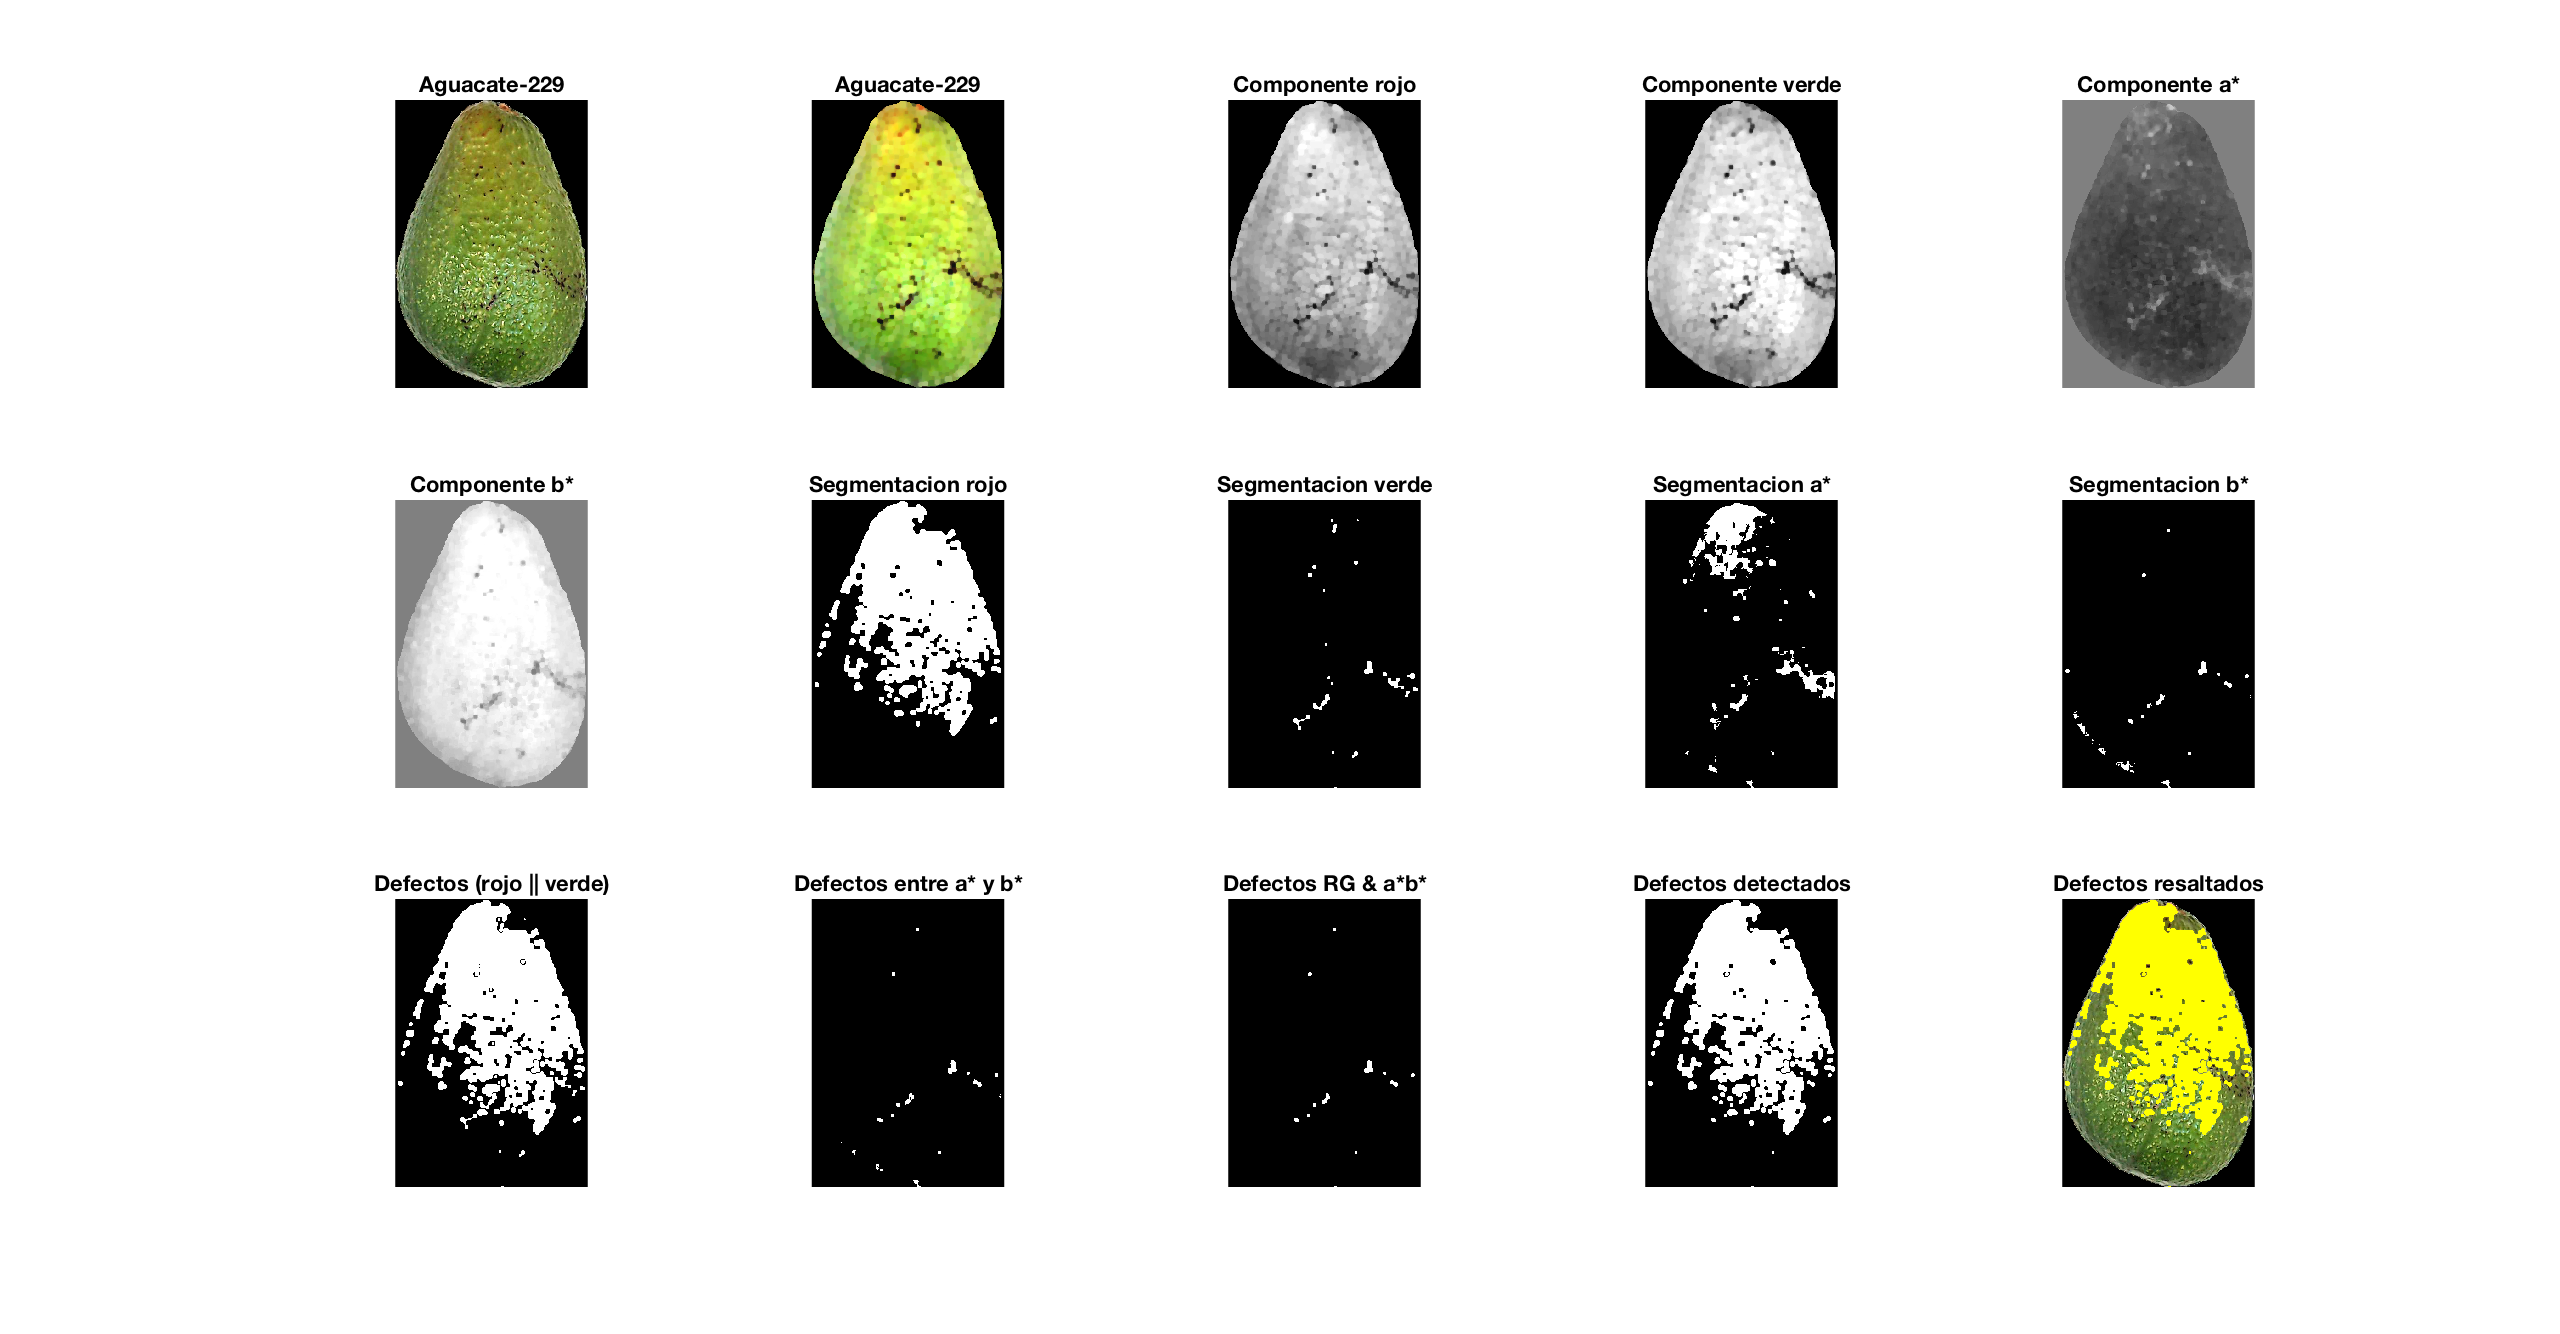 Aguacate-229
Aguacate-229
Componente rojo
Componente verde
Componente a*
Componente b*
Segmentacion rojo
Segmentacion verde
Segmentacion a*
Segmentacion b*
Defectos (rojo || verde)
Defectos entre a* y b*
Defectos RG & a*b*
Defectos detectados
Defectos resaltados